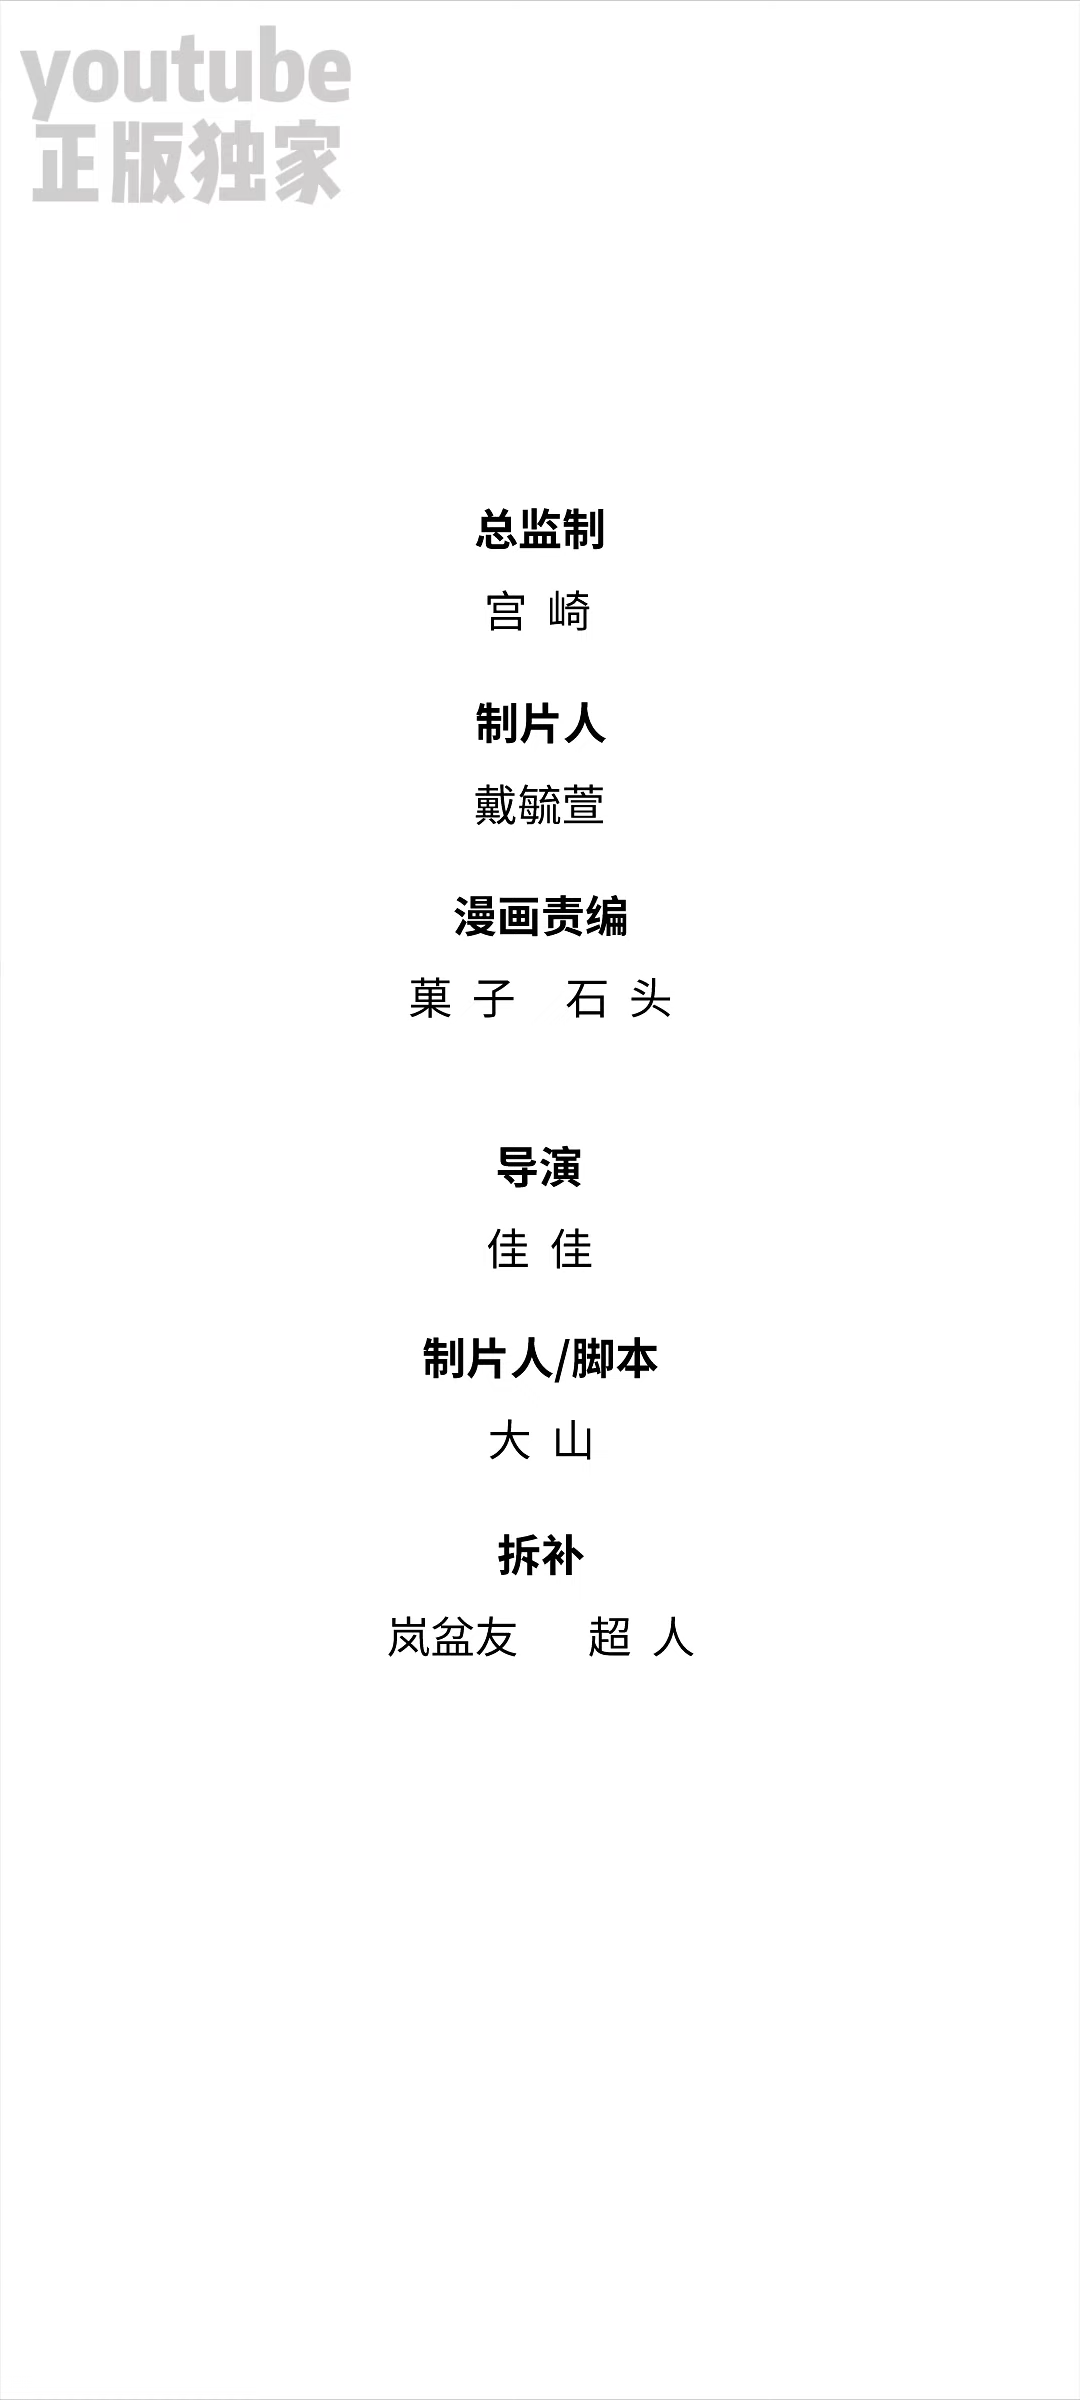 youtube
正版独家
总监制
宫 崎
制片人
戴毓萱
漫画责编
菓 子 石 头
导演
佳 佳
制片人/脚本
大 山
拆补
岚盆友 超 人